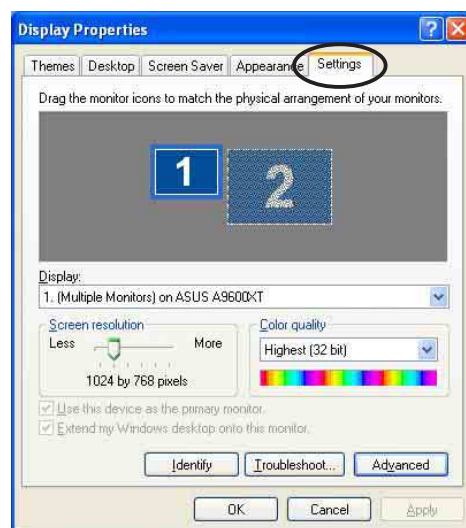 Display Properties
Themes Desktop Screen Saver Appearance Settings
Drag the monitor icons to match the physical arrangement of your monitors.
1 2
Display:
1. (Multiple Monitors) on ASUS A9600XT
Screen resolution
Less More
1024 by 768 pixels
Color quality
Highest (32 bit)
Use this device as the primary monitor.
Extend my Windows desktop onto this monitor.
Identify Troubleshoot... Advanced
OK Cancel Apply